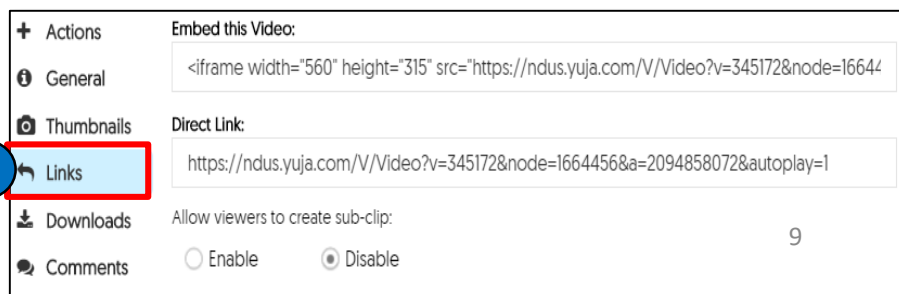 Actions
General
Thumbnails
Links
Downloads
Comments
Embed this Video:
<iframe width="560" height="315" src="https://ndus.yuja.com/V/Video?v=345172&node=16644
Direct Link:
https://ndus.yuja.com/V/Video?v=345172&node=1664456&a=2094858072&autoplay=1
Allow viewers to create sub-clip:
Enable Disable
9